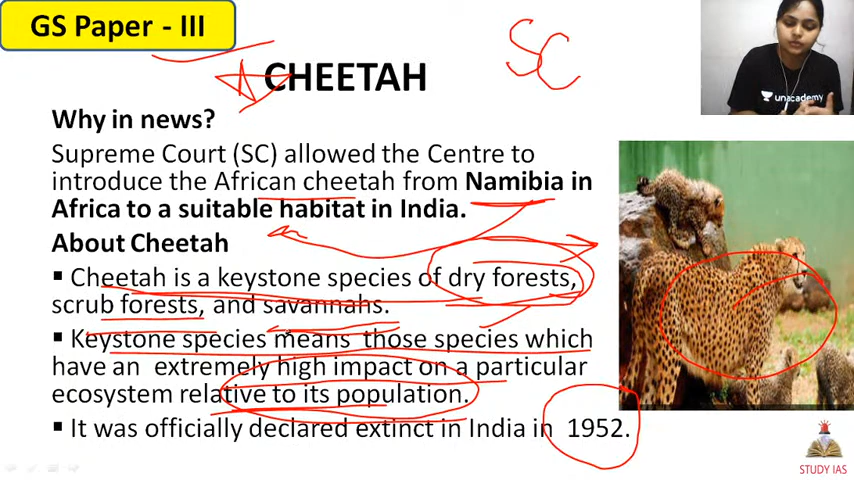 GS Paper - III
SC
CHEETAH
unacademy
Why in news?
Supreme Court (SC) allowed the Centre to
introduce the African cheetah from Namibia in
Africa to a suitable habitat in India.
About Cheetah
▪ Cheetah is a keystone species of dry forests,
scrub forests, and savannahs.
▪ Keystone species means those species which
have an extremely high impact on a particular
ecosystem relative to its population.
▪ It was officially declared extinct in India in 1952.
STUDY IAS